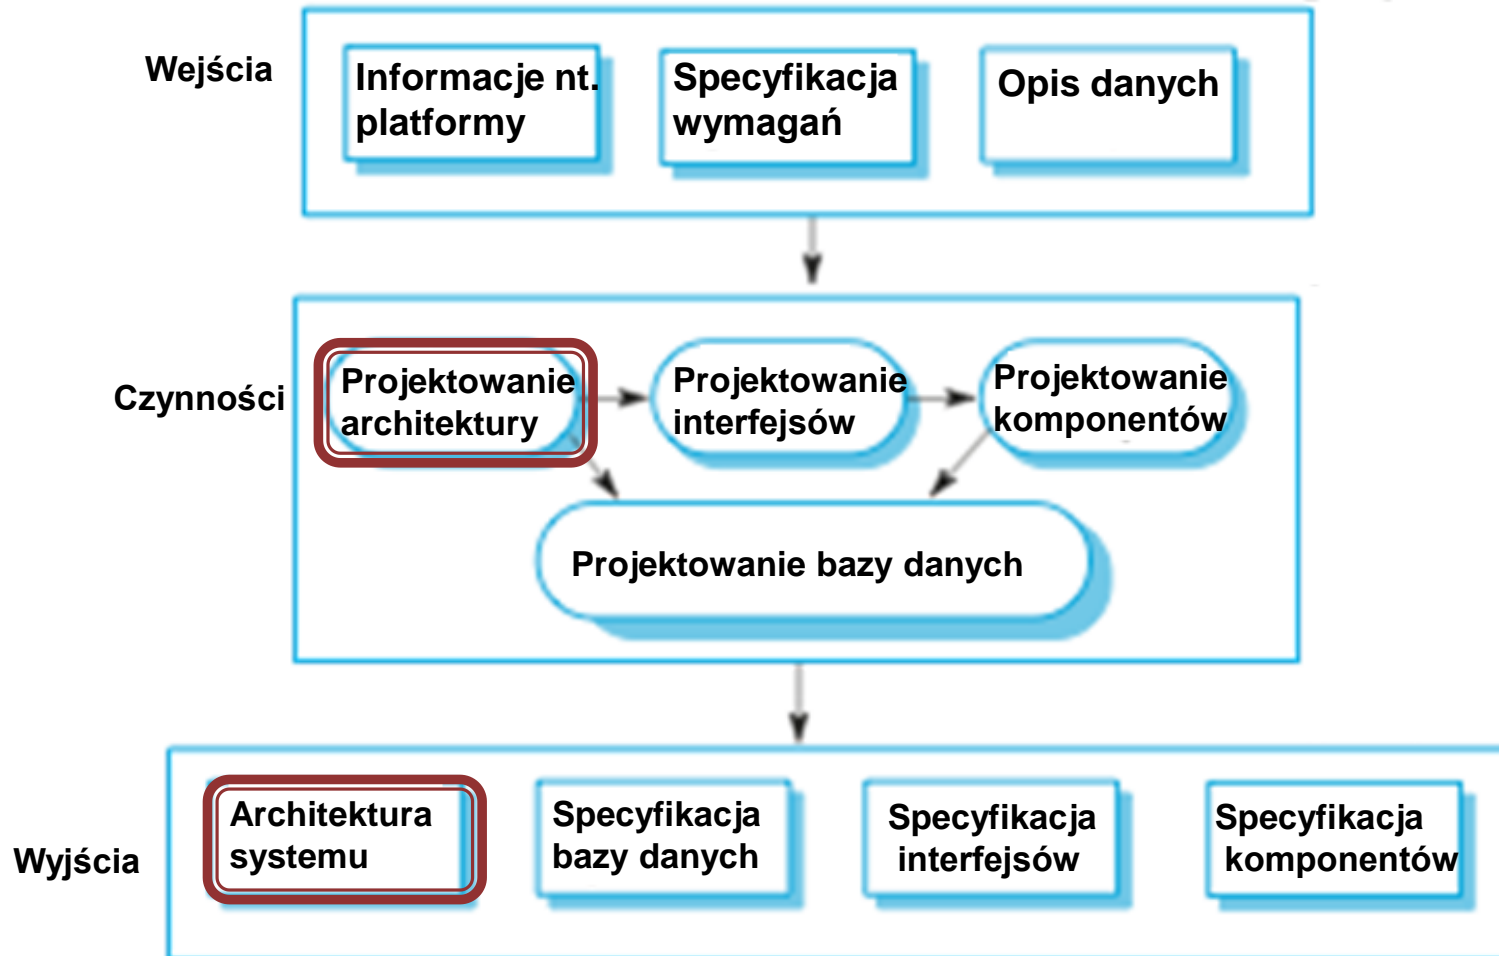 Wejścia
Informacje nt.
platformy
Specyfikacja
wymagań
Opis danych
Czynności
Projektowanie
architektury
Projektowanie
interfejsów
Projektowanie
komponentów
Projektowanie bazy danych
Wyjścia
Architektura
systemu
Specyfikacja
bazy danych
Specyfikacja
interfejsów
Specyfikacja
komponentów